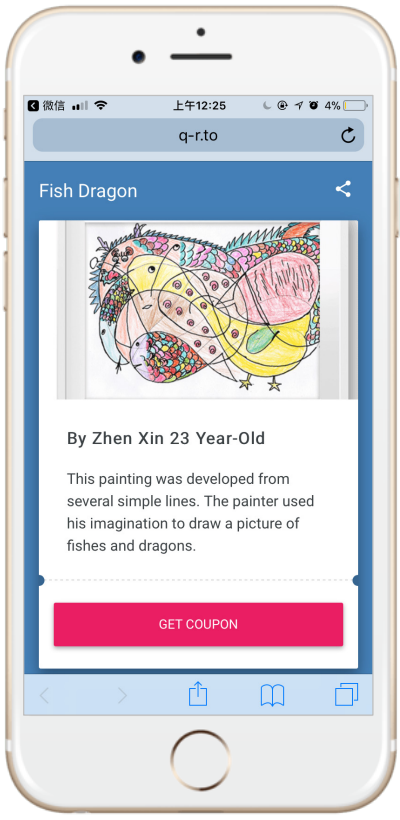 微信 上午12:25 4%
q-r.to
Fish Dragon
By Zhen Xin 23 Year-Old
This painting was developed from
several simple lines. The painter used
his imagination to draw a picture of
fishes and dragons.
GET COUPON